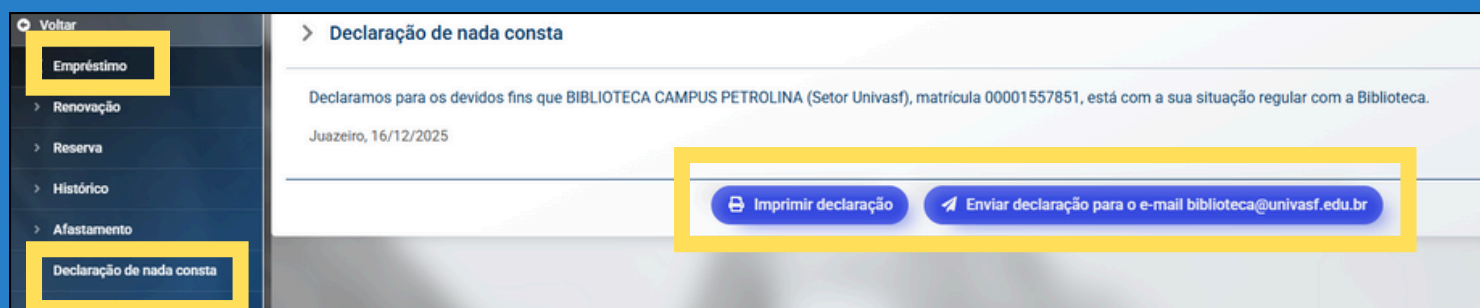 Voltar
Empréstimo
Renovação
Reserva
Histórico
Afastamento
Declaração de nada consta
Declaração de nada consta
Declaramos para os devidos fins que BIBLIOTECA CAMPUS PETROLINA (Setor Univasf), matrícula 00001557851, está com a sua situação regular com a Biblioteca.
Juazeiro, 16/12/2025
Imprimir declaração
Enviar declaração para o e-mail biblioteca@univasf.edu.br